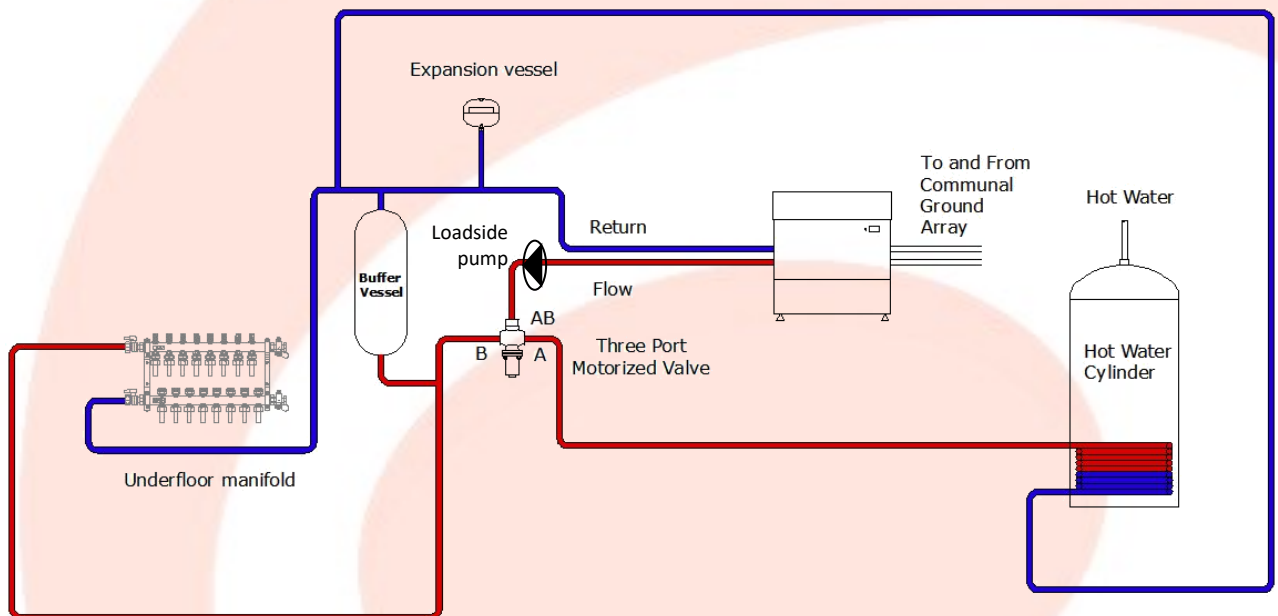 Expansion vessel
To and From
Communal
Ground
Array
Hot Water
Loadside
pump
Return
Buffer
Vessel
Flow
AB
B
A
Three Port
Motorized Valve
Hot Water
Cylinder
Underfloor manifold